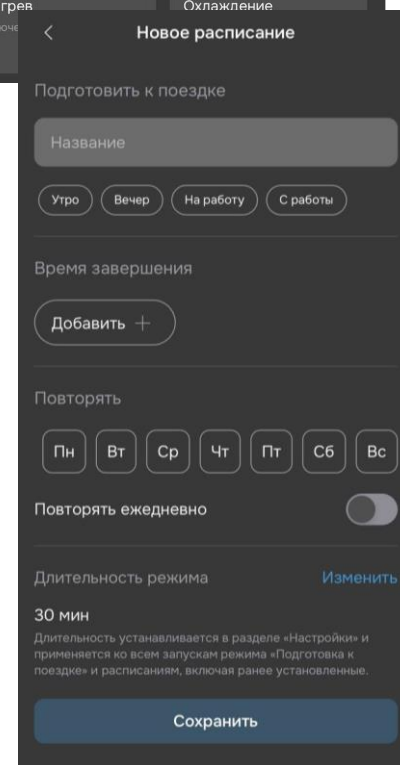 грев
Охлаждение
Новое расписание
Подготовить к поездке
Название
Утро
Вечер
На работу
С работы
Время завершения
Добавить +
Повторять
Пн
Вт
Ср
Чт
Пт
Сб
Вс
Повторять ежедневно
Длительность режима
Изменить
30 мин
Длительность устанавливается в разделе «Настройки» и
применяется ко всем запускам режима «Подготовка к
поездке» и расписаниям, включая ранее установленные.
Сохранить